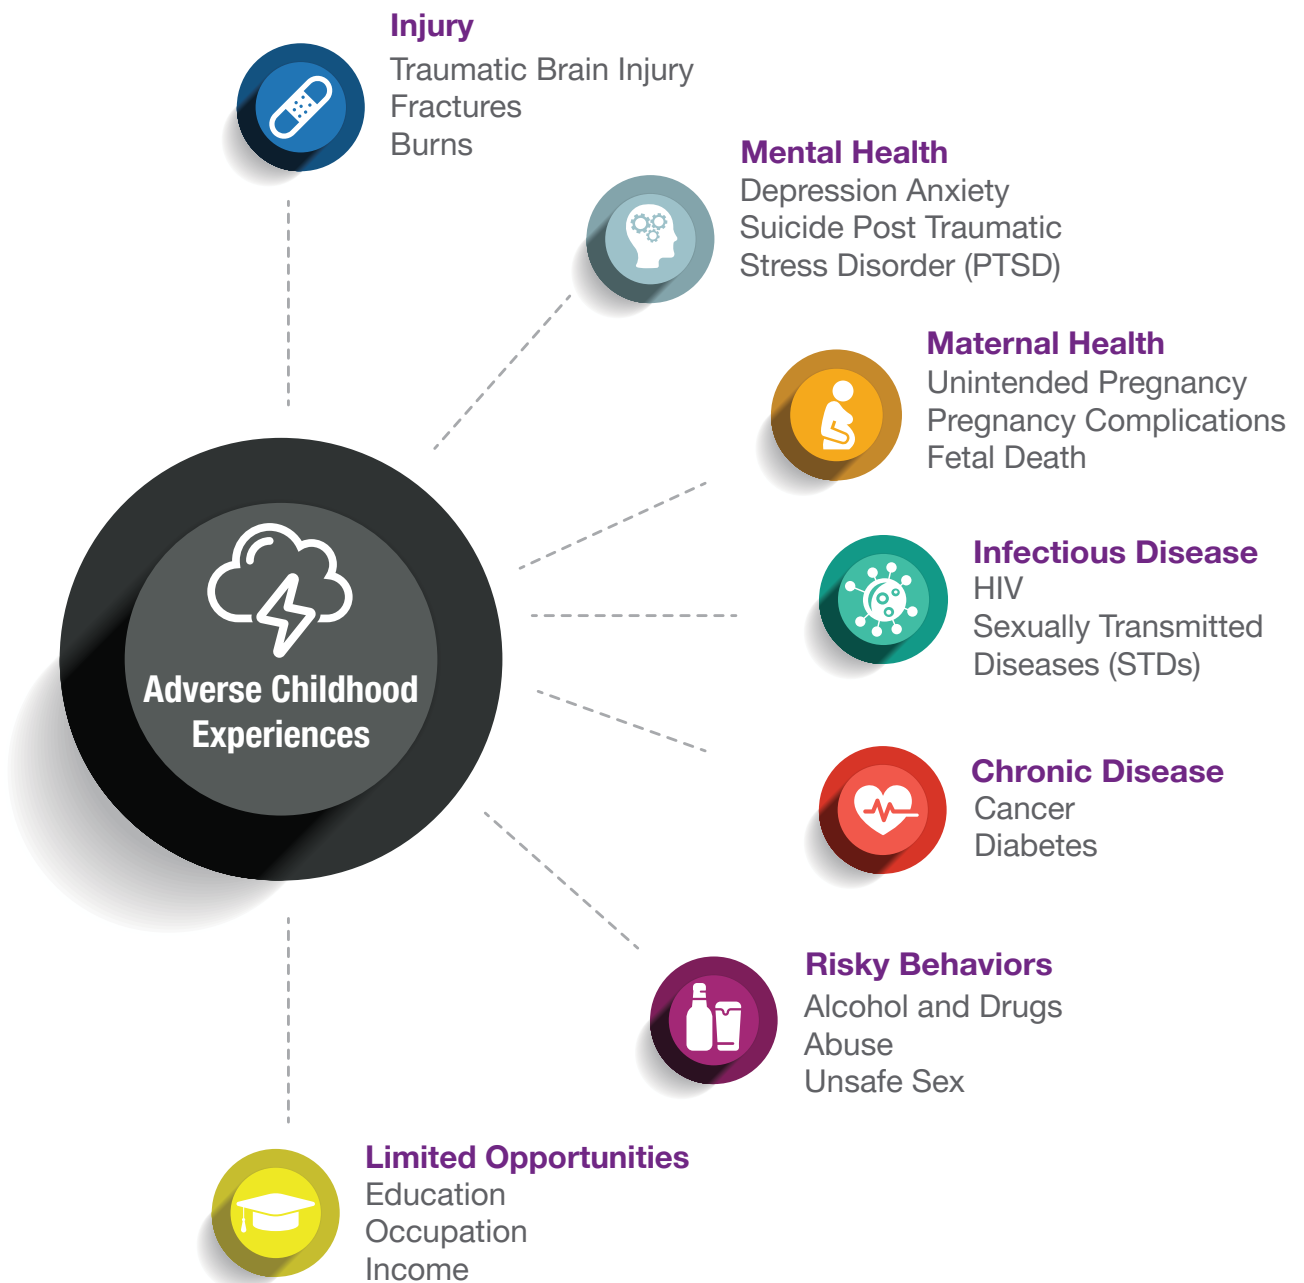 Injury
Traumatic Brain Injury
Fractures
Burns
Mental Health
Depression Anxiety
Suicide Post Traumatic
Stress Disorder (PTSD)
Maternal Health
Unintended Pregnancy
Pregnancy Complications
Fetal Death
Infectious Disease
HIV
Sexually Transmitted
Diseases (STDs)
Adverse Childhood
Experiences
Chronic Disease
Cancer
Diabetes
Risky Behaviors
Alcohol and Drugs
Abuse
Unsafe Sex
Limited Opportunities
Education
Occupation
Income